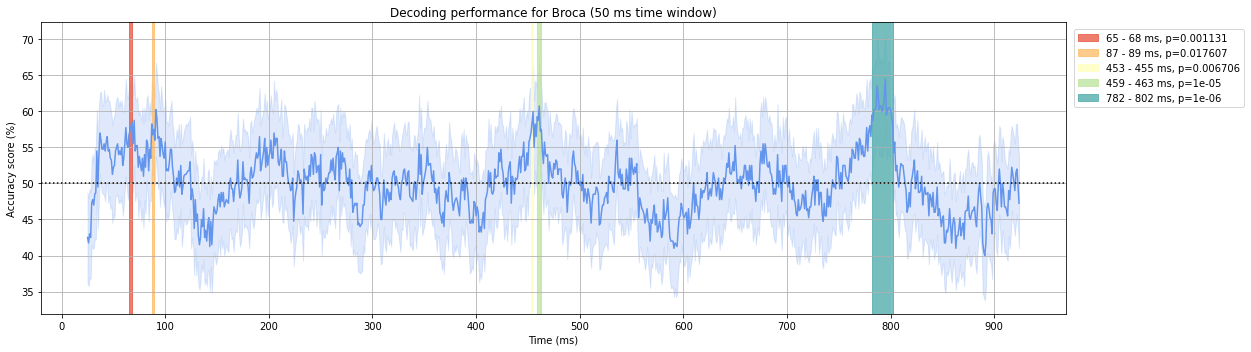 Decoding performance for Broca (50 ms time window)
Accuracy score (%)
70
65
60
55
50
45
40
35
0 100 200 300 400 500 600 700 800 900
Time (ms)
65 - 68 ms, p=0.001131
87 - 89 ms, p=0.017607
453 - 455 ms, p=0.006706
459 - 463 ms, p=1e-05
782 - 802 ms, p=1e-06